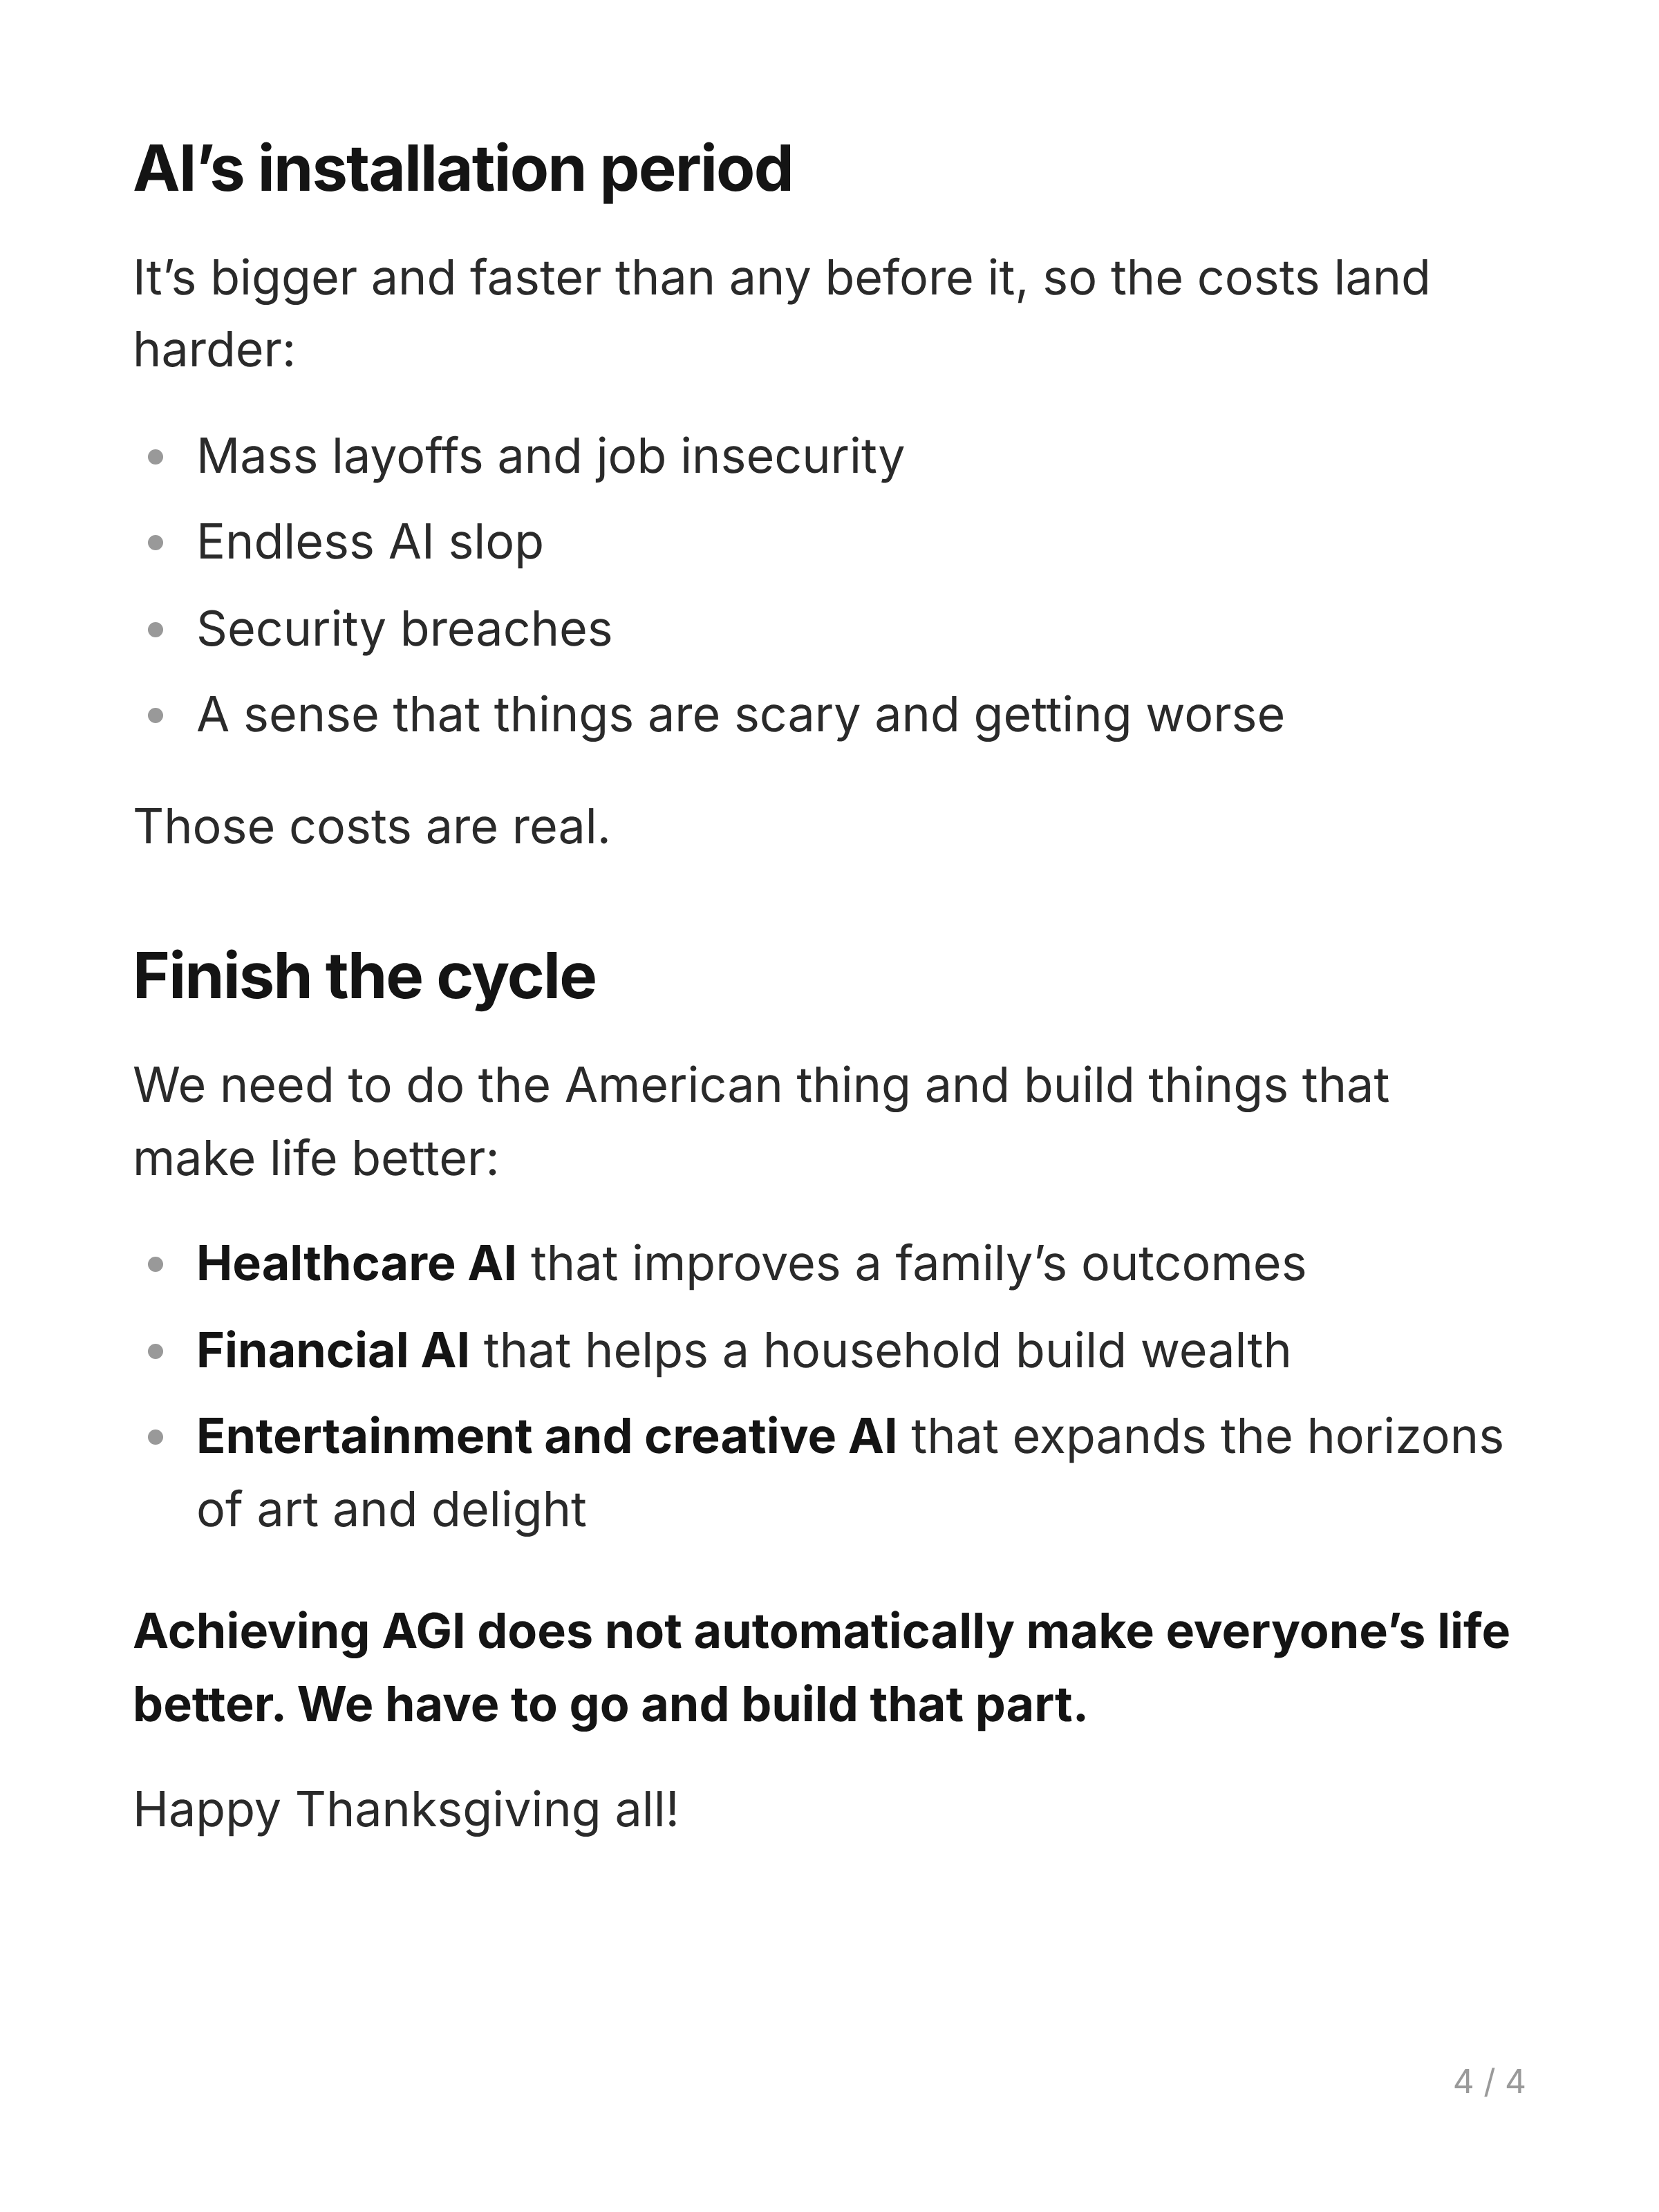 AI’s installation period
It’s bigger and faster than any before it, so the costs land
harder:
• Mass layoffs and job insecurity
• Endless AI slop
• Security breaches
• A sense that things are scary and getting worse
Those costs are real.
Finish the cycle
We need to do the American thing and build things that
make life better:
• Healthcare AI that improves a family’s outcomes
• Financial AI that helps a household build wealth
• Entertainment and creative AI that expands the horizons
of art and delight
Achieving AGI does not automatically make everyone’s life
better. We have to go and build that part.
Happy Thanksgiving all!
4 / 4